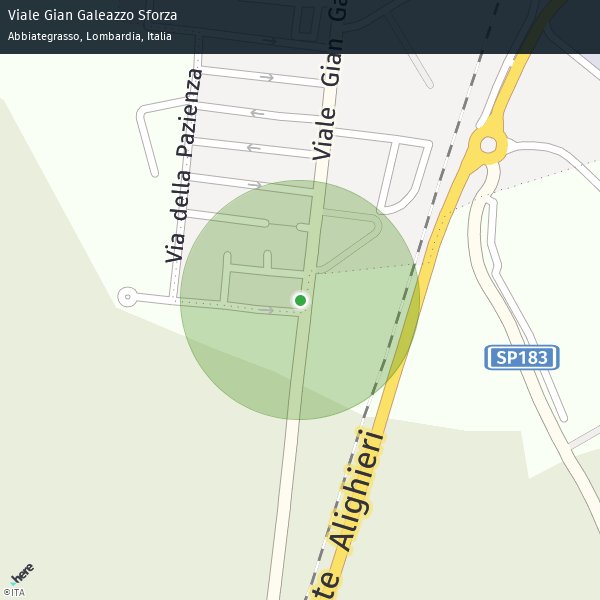 Viale Gian Galeazzo Sforza
Abbiategrasso, Lombardia, Italia
Viale Gian Ga
Via della Pazienza
SP183
te Alighieri
here
©ITA